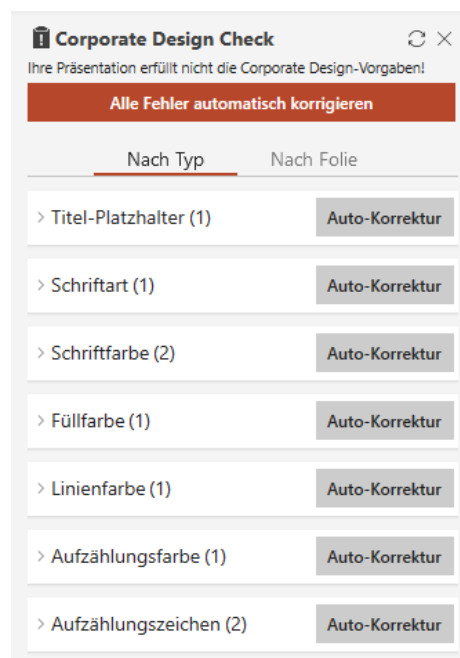 Corporate Design Check
Ihre Präsentation erfüllt nicht die Corporate Design-Vorgaben!
Alle Fehler automatisch korrigieren
Nach Typ Nach Folie
Titel-Platzhalter (1) Auto-Korrektur
Schriftart (1) Auto-Korrektur
Schriftfarbe (2) Auto-Korrektur
Füllfarbe (1) Auto-Korrektur
Linienfarbe (1) Auto-Korrektur
Aufzählungsfarbe (1) Auto-Korrektur
Aufzählungszeichen (2) Auto-Korrektur